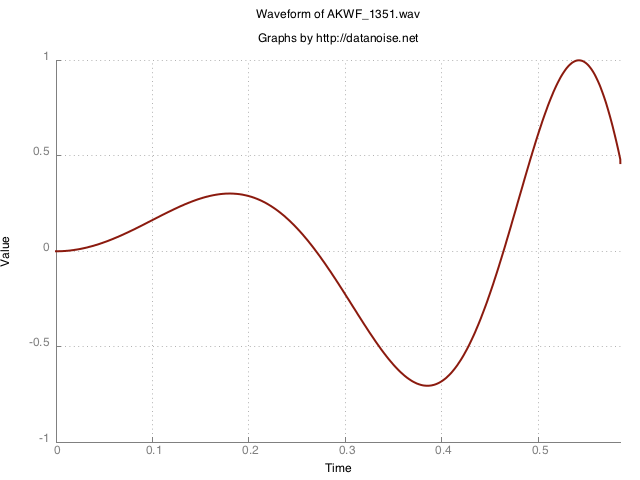 Waveform of AKWF_1351.wav
Graphs by http://datanoise.net
1
0.5
0
-0.5
-1
Value
0 0.1 0.2 0.3 0.4 0.5
Time